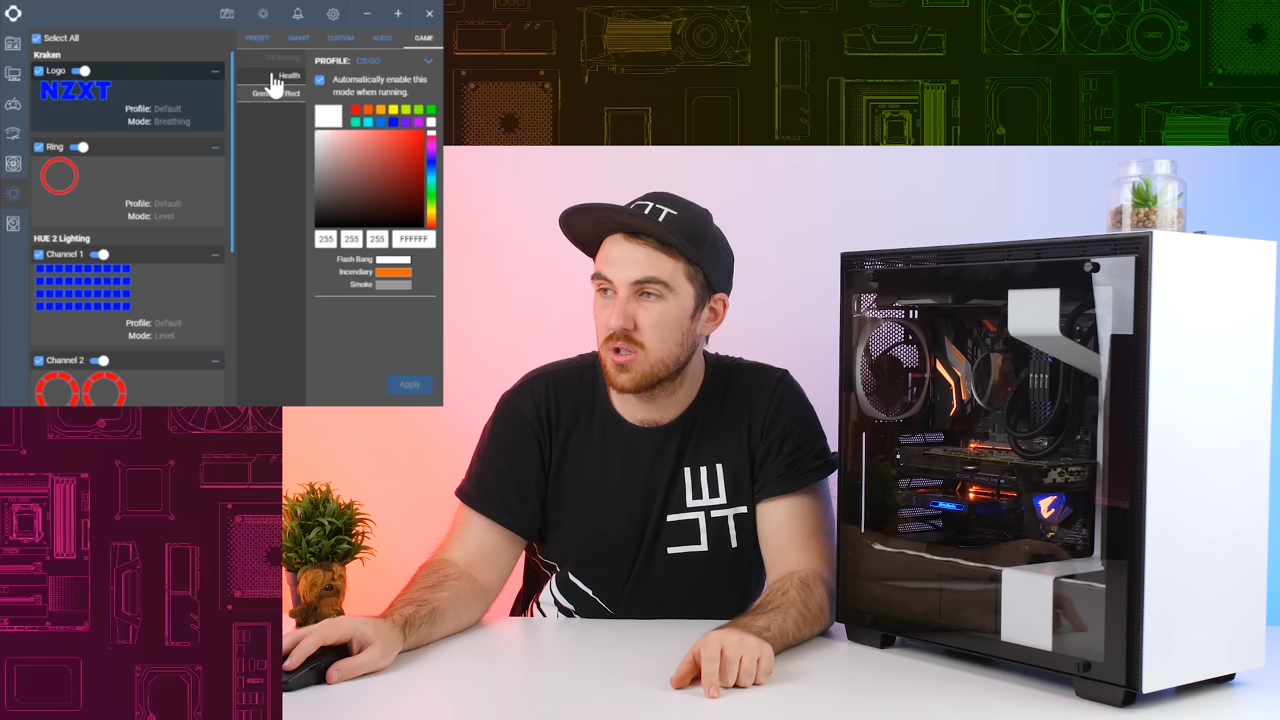 Select All
Kraken
Logo
NZXT
Profile: Default
Mode: Breathing
Ring
Profile: Default
Mode: Level
HUE 2 Lighting
Channel 1
Profile: Default
Mode: Level
Channel 2
PRESET SMART CUSTOM AUDIO GAME
Health
PROFILE: CS:GO
Automatically enable this
mode when running.
255 255 255 FFFFFF
Flash Bang
Incendiary
Smoke
Apply